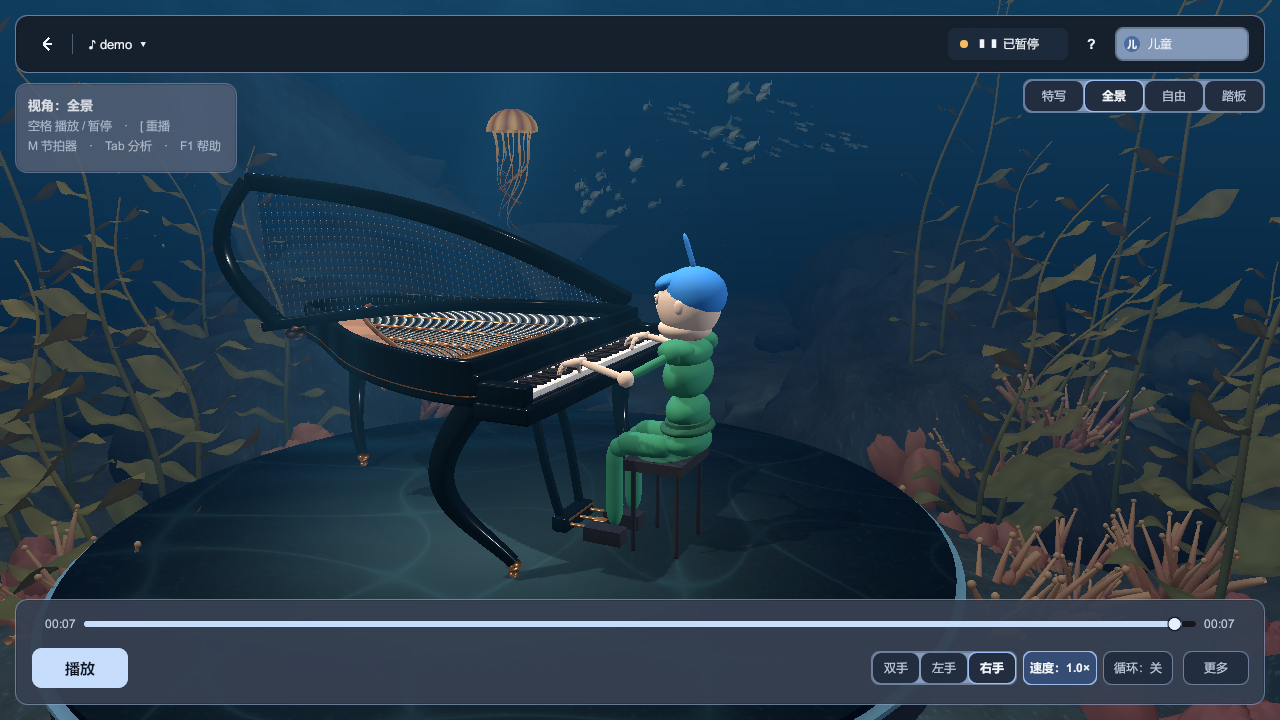 ♪ demo ▼
已暂停
?
儿 儿童
视角：全景
空格 播放 / 暂停 · [ 重播
M 节拍器 · Tab 分析 · F1 帮助
特写 全景 自由 踏板
00:07 00:07
播放
双手 左手 右手 速度：1.0× 循环：关 更多